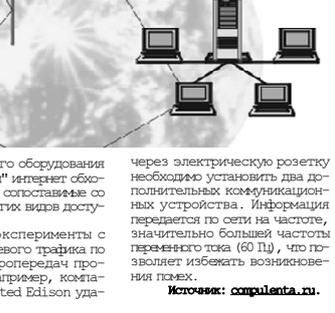 го оборудования
" интернет обхо-
сопоставимые со
гих видов досту-
ксперименты с
евого трафика по
ропередач про-
апример, компа-
ted Edison уда-
через электрическую розетку
необходимо установить два до-
полнительных коммуникацион-
ных устройства. Информация
передается по сети на частоте,
значительно большей частоты
переменного тока (60 Гц), что по-
зволяет избежать возникнове-
ния помех.
Источник: compulenta.ru.